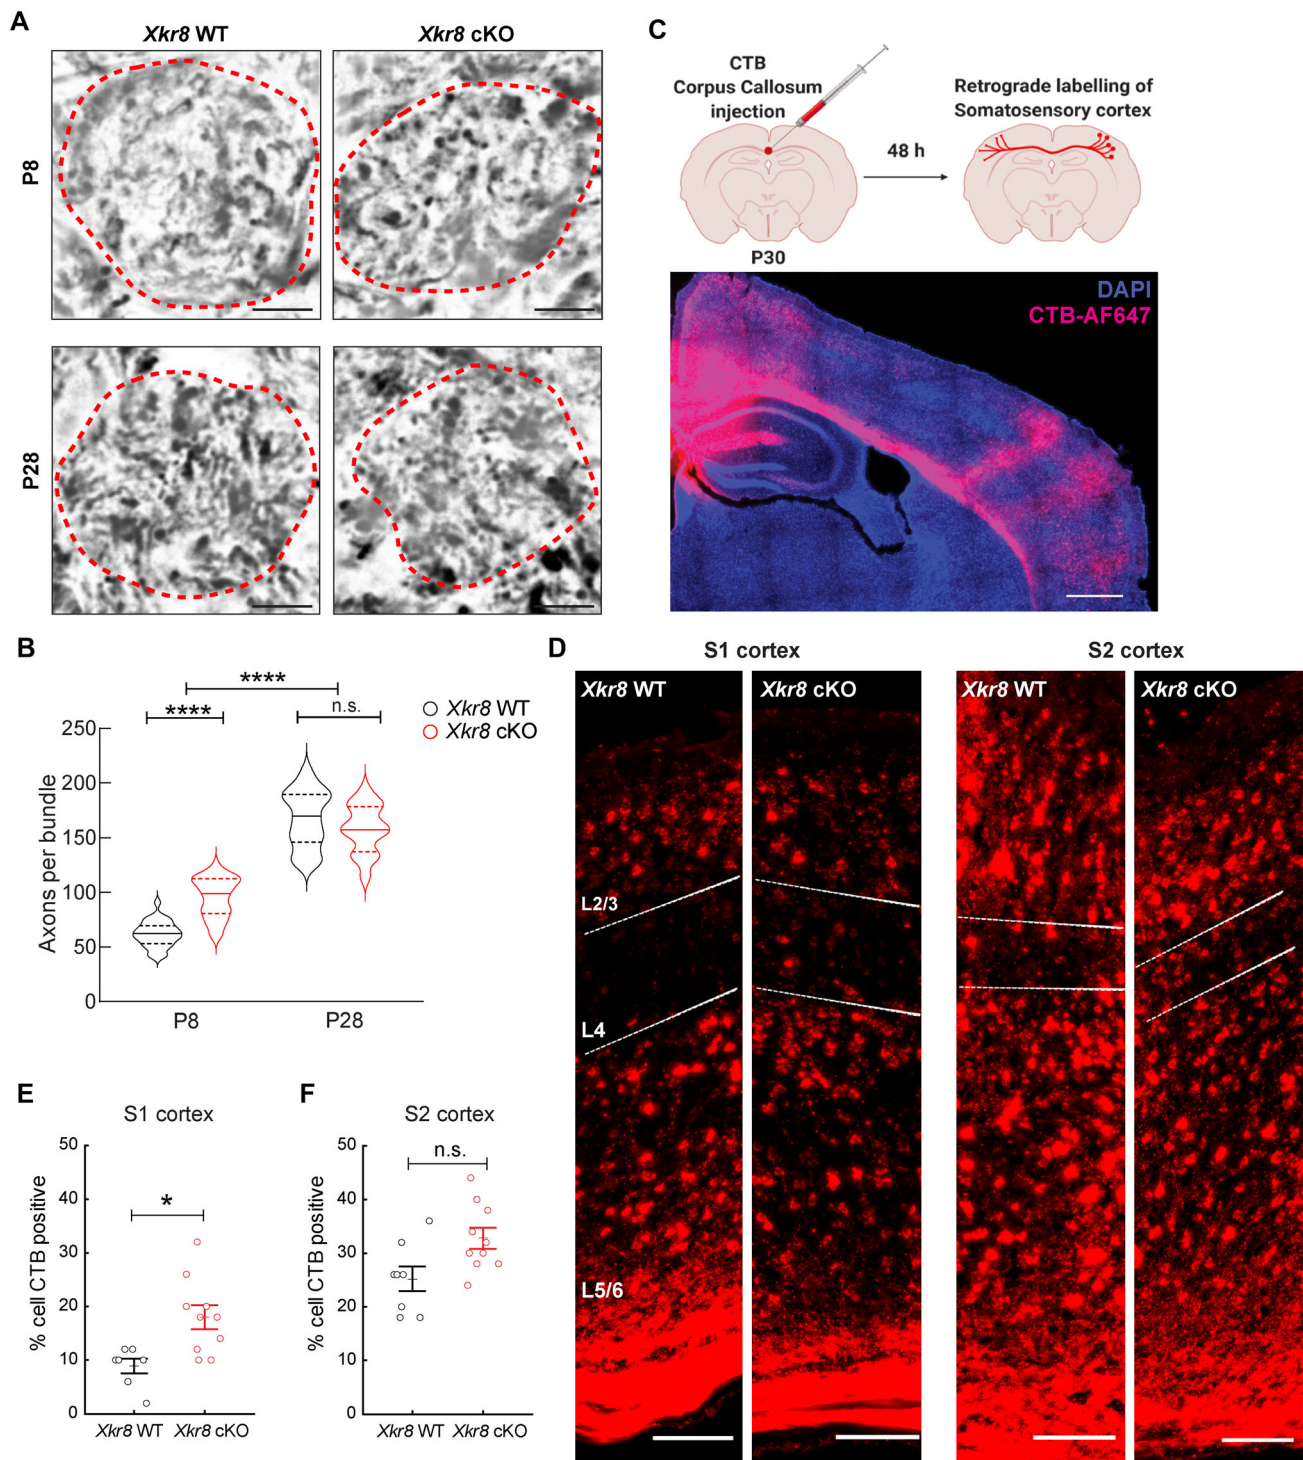 A
Xkr8 WT
Xkr8 cKO
P8
P28
B
****
****
n.s.
Xkr8 WT
Xkr8 cKO
Axons per bundle
250
200
150
100
50
0
P8
P28
C
CTB
Corpus Callosum
injection
48 h
Retrograde labelling of
Somatosensory cortex
P30
DAPI
CTB-AF647
D
S1 cortex
S2 cortex
Xkr8 WT
Xkr8 cKO
Xkr8 WT
Xkr8 cKO
L2/3
L4
L5/6
E
S1 cortex
% cell CTB positive
50
40
30
20
10
0
*
Xkr8 WT
Xkr8 cKO
F
S2 cortex
% cell CTB positive
50
40
30
20
10
0
n.s.
Xkr8 WT
Xkr8 cKO